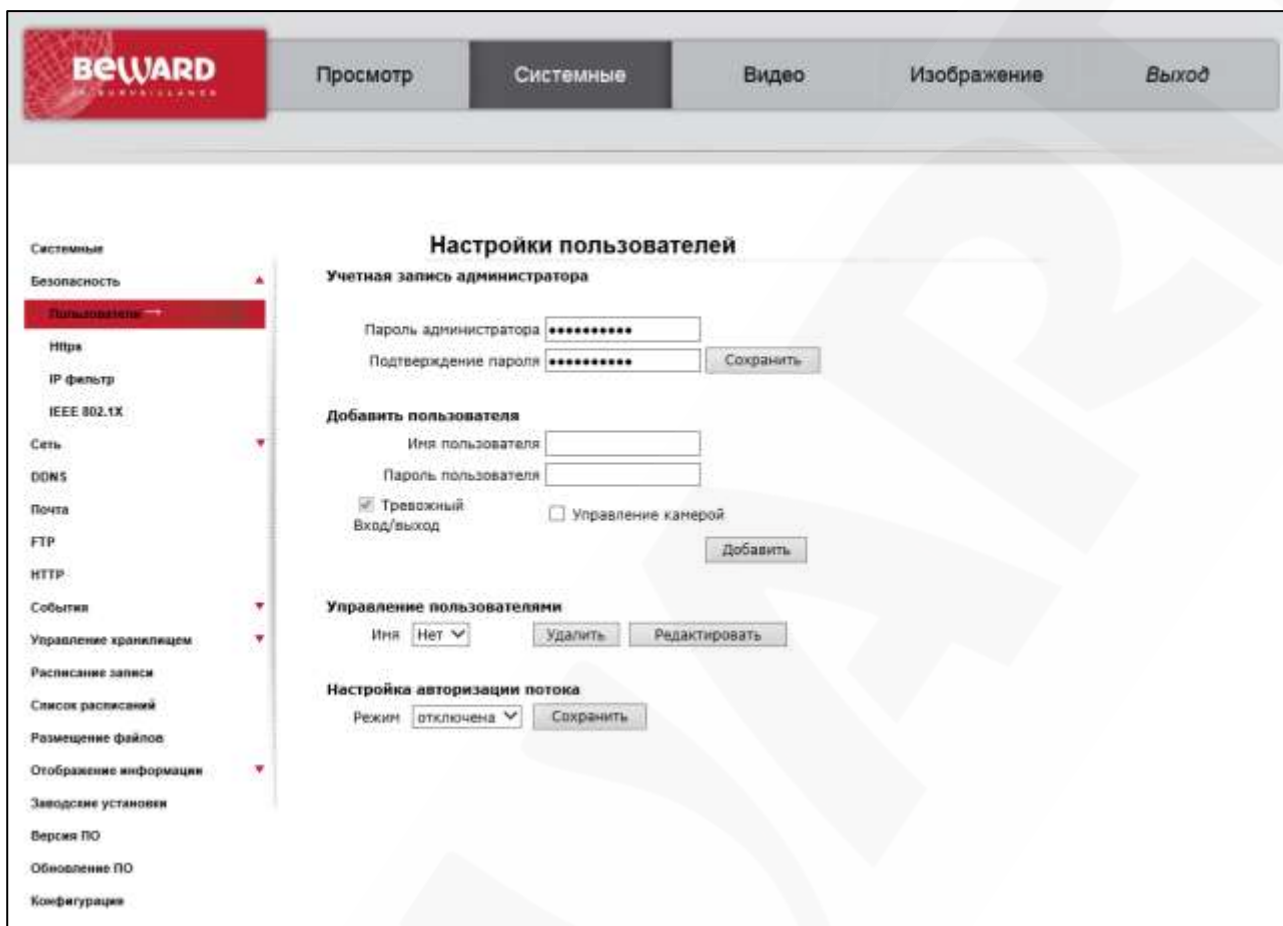 BEWARD
IP SURVEILLANCE
Просмотр
Системные
Видео
Изображение
Выход
Системные
Безопасность
Пользователи
Https
IP фильтр
IEEE 802.1X
Сеть
DDNS
Почта
FTP
HTTP
События
Управление хранилищем
Расписание записи
Список расписаний
Размещение файлов
Отображение информации
Заводские установки
Версия ПО
Обновление ПО
Конфигурация
Настройки пользователей
Учетная запись администратора
Пароль администратора ••••••••••
Подтверждение пароля •••••••••• Сохранить
Добавить пользователя
Имя пользователя
Пароль пользователя
Тревожный
Вход/выход
Управление камерой
Добавить
Управление пользователями
Имя Нет Удалить Редактировать
Настройка авторизации потока
Режим отключена Сохранить